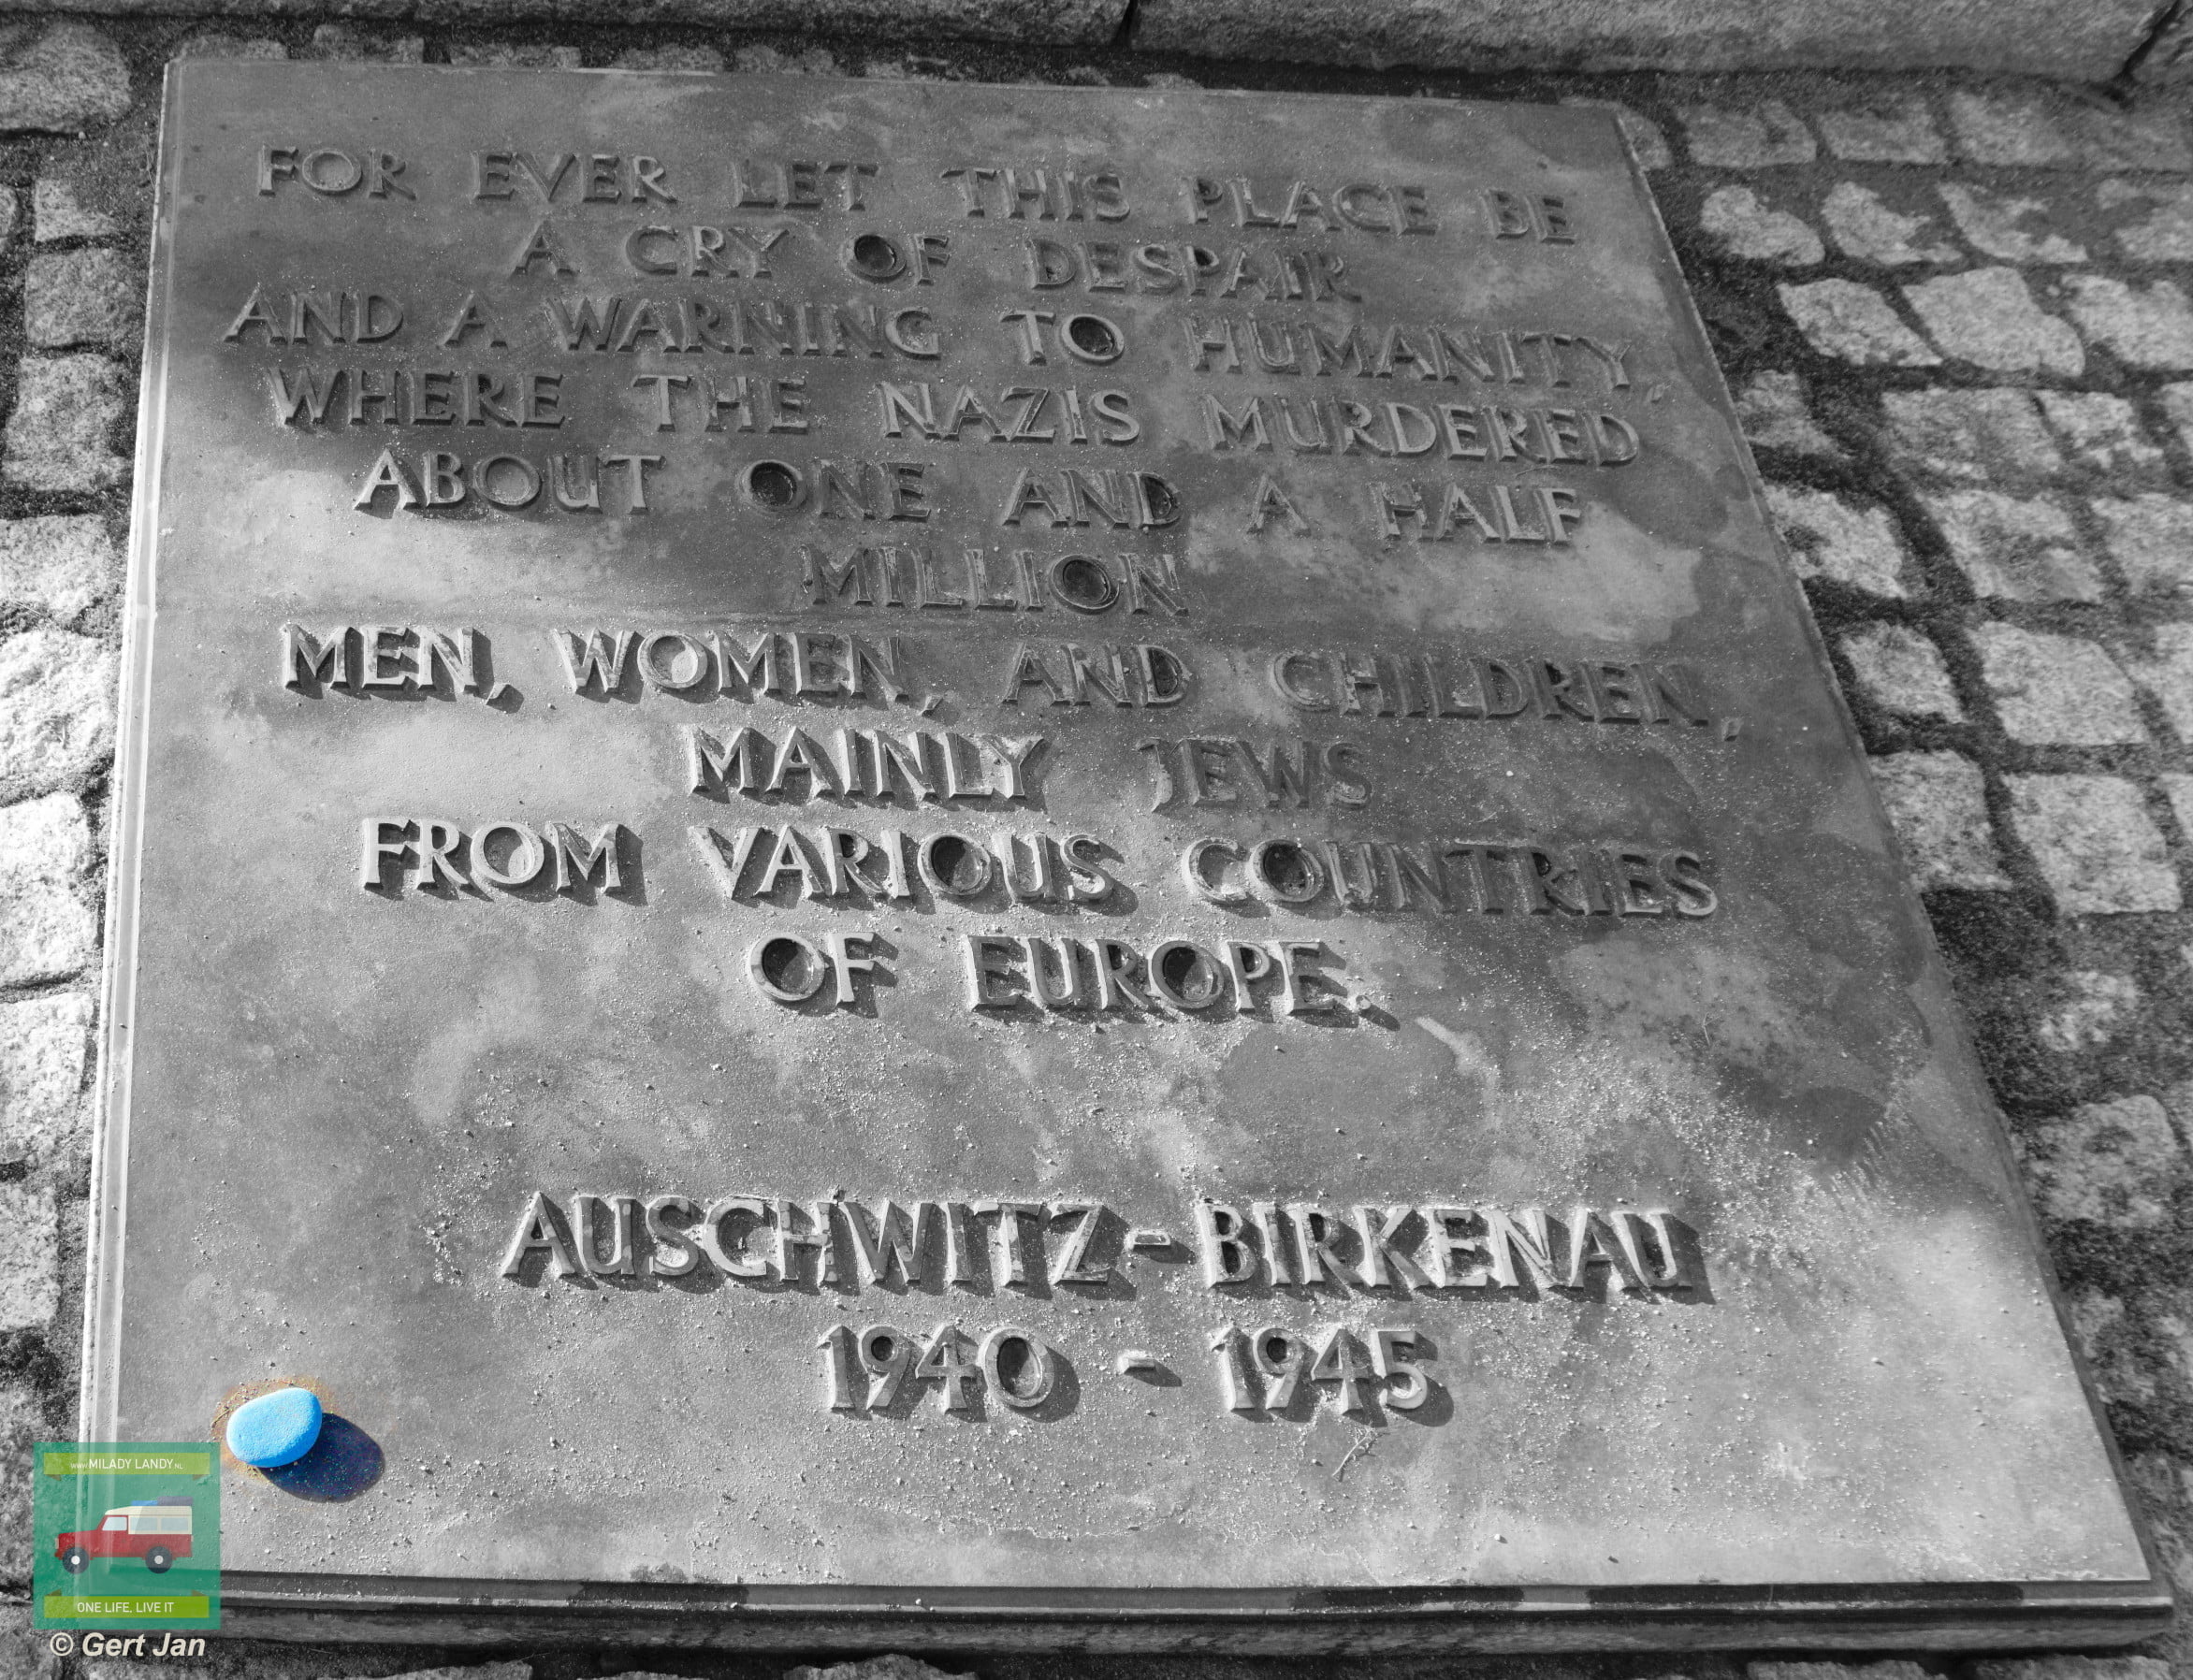 FOR EVER LET THIS PLACE BE
A CRY OF DESPAIR
AND A WARNING TO HUMANITY,
WHERE THE NAZIS MURDERED
ABOUT ONE AND A HALF
MILLION
MEN, WOMEN, AND CHILDREN,
MAINLY JEWS
FROM VARIOUS COUNTRIES
OF EUROPE.
AUSCHWITZ-BIRKENAU
1940 - 1945
WWW.MILADY LANDY.NL
ONE LIFE, LIVE IT
© Gert Jan